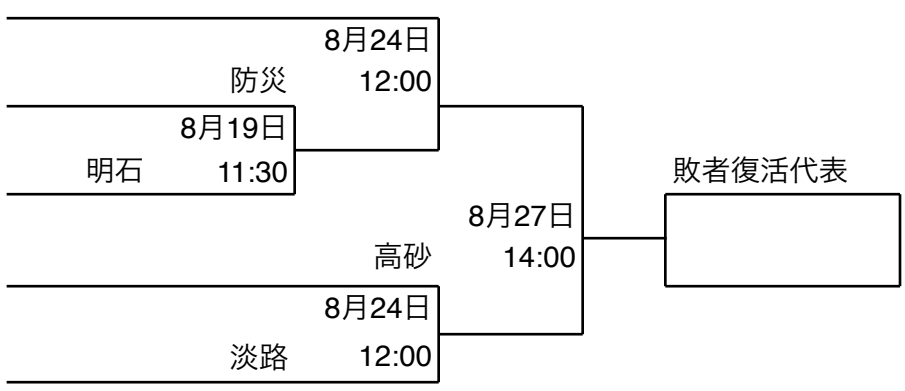 8月24日
防災 12:00
8月19日
明石 11:30
敗者復活代表
8月27日
高砂 14:00
8月24日
淡路 12:00